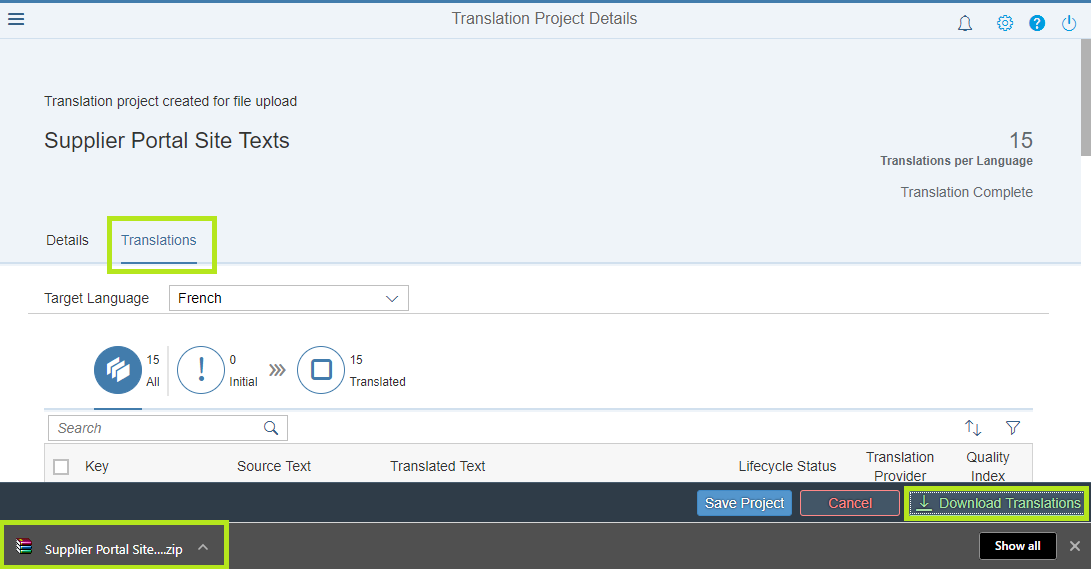 Translation Project Details
?
Translation project created for file upload
Supplier Portal Site Texts
15
Translations per Language
Translation Complete
Details
Translations
Target Language
French
15
All
!
0
Initial
15
Translated
Search
Key
Source Text
Translated Text
Lifecycle Status
Translation
Provider
Quality
Index
Save Project
Cancel
Download Translations
Supplier Portal Site....zip
Show all